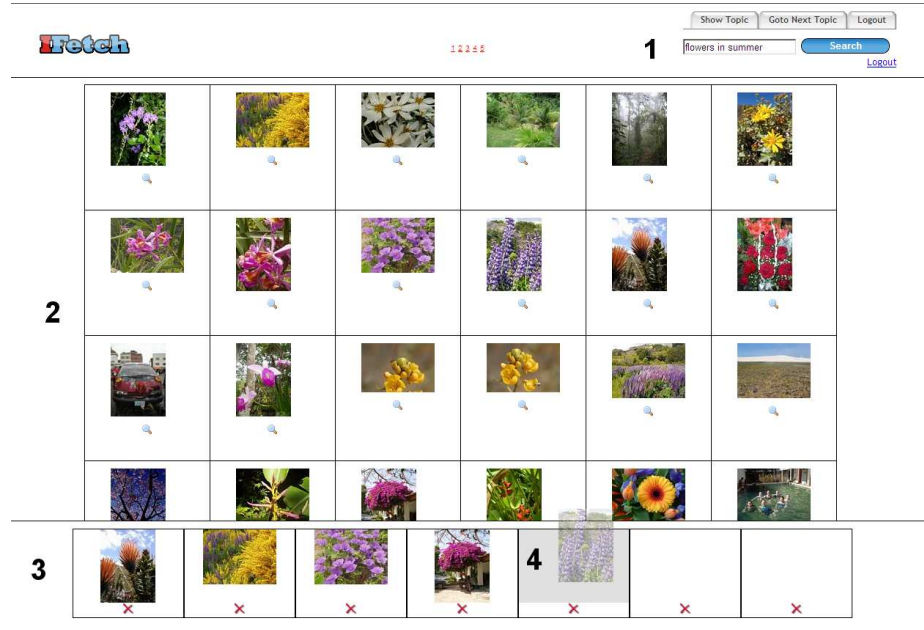 Show Topic Goto Next Topic Logout
IFetch
1 2 3 4 5
1
flowers in summer Search
Logout
2
3
4